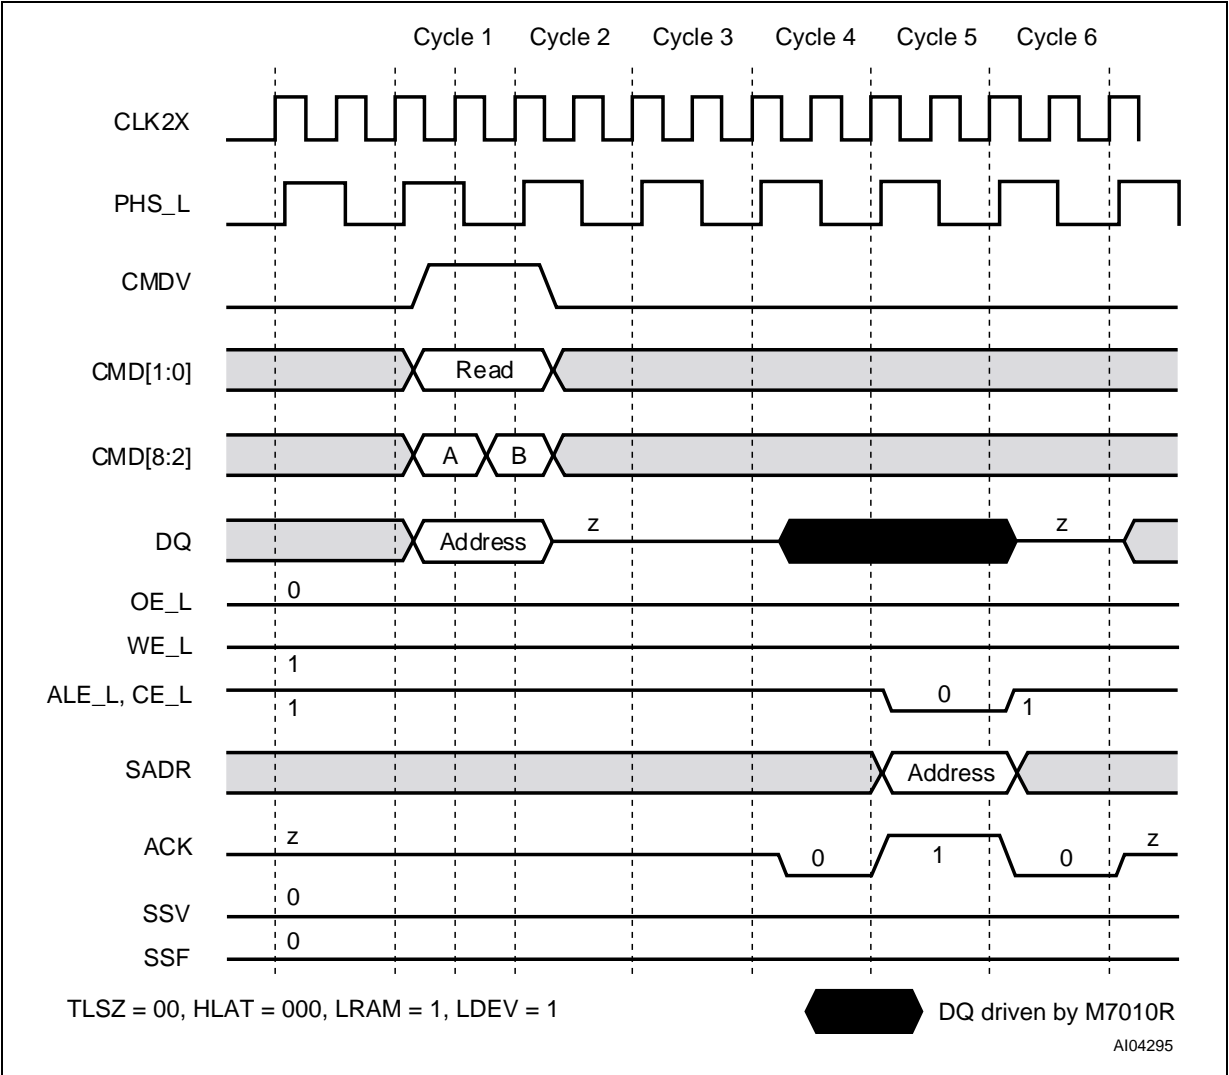 Cycle 1 Cycle 2 Cycle 3 Cycle 4 Cycle 5 Cycle 6
CLK2X
PHS_L
CMDV
CMD[1:0] Read
CMD[8:2] A B
z z
DQ Address
0
OE_L
WE_L
1
ALE_L, CE_L 0
1 1
SADR Address
z z
ACK 0 1 0
0
SSV
0
SSF
TLSZ = 00, HLAT = 000, LRAM = 1, LDEV = 1 DQ driven by M7010R
AI04295